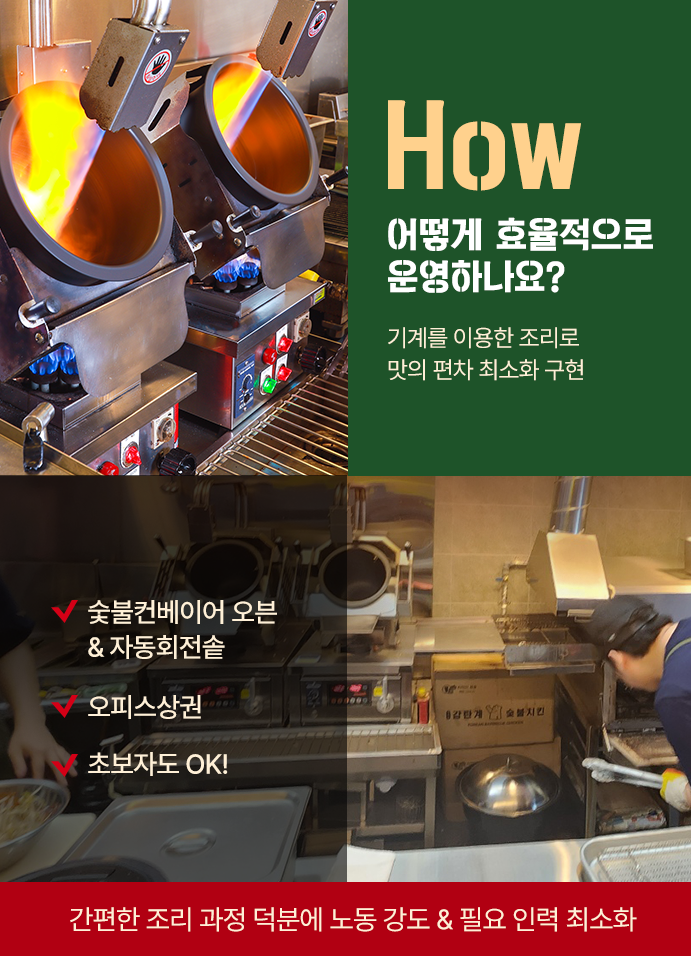 How
어떻게 효율적으로
운영하나요?
기계를 이용한 조리로
맛의 편차 최소화 구현
숯불컨베이어 오븐
& 자동회전솥
오피스상권
초보자도 OK!
숯불치킨
간편한 조리 과정 덕분에 노동 강도 & 필요 인력 최소화